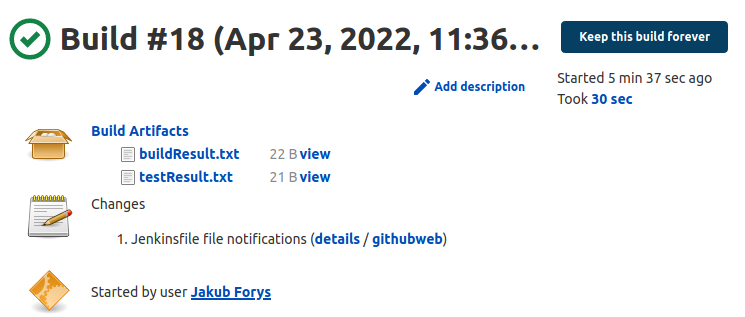 Build #18 (Apr 23, 2022, 11:36...
Keep this build forever
Add description
Started 5 min 37 sec ago
Took 30 sec
Build Artifacts
buildResult.txt 22 B view
testResult.txt 21 B view
Changes
1. Jenkinsfile file notifications (details / githubweb)
Started by user Jakub Forys